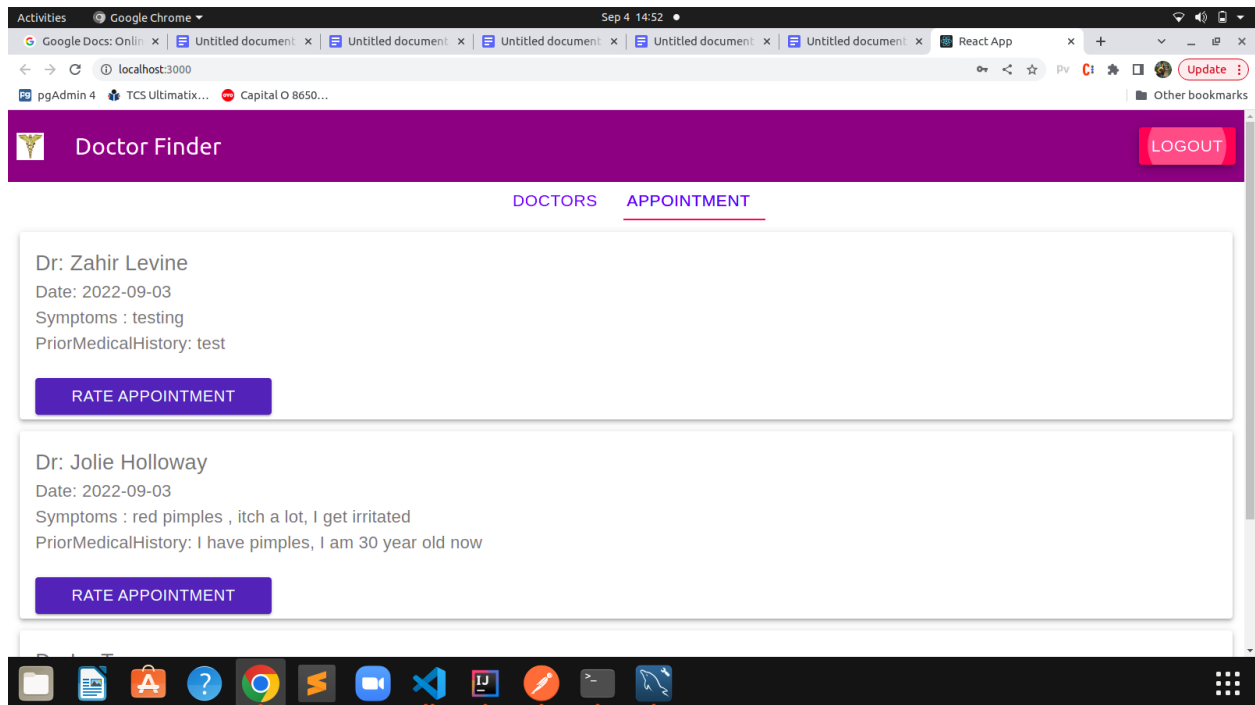 Activities Google Chrome Sep 4 14:52
Google Docs: Onlin Untitled document Untitled document Untitled document Untitled document Untitled document React App
localhost:3000 Pv Update
pgAdmin 4 TCS Ultimatix... Capital O 8650... Other bookmarks
Doctor Finder LOGOUT
DOCTORS APPOINTMENT
Dr: Zahir Levine
Date: 2022-09-03
Symptoms : testing
PriorMedicalHistory: test
RATE APPOINTMENT
Dr: Jolie Holloway
Date: 2022-09-03
Symptoms : red pimples , itch a lot, I get irritated
PriorMedicalHistory: I have pimples, I am 30 year old now
RATE APPOINTMENT